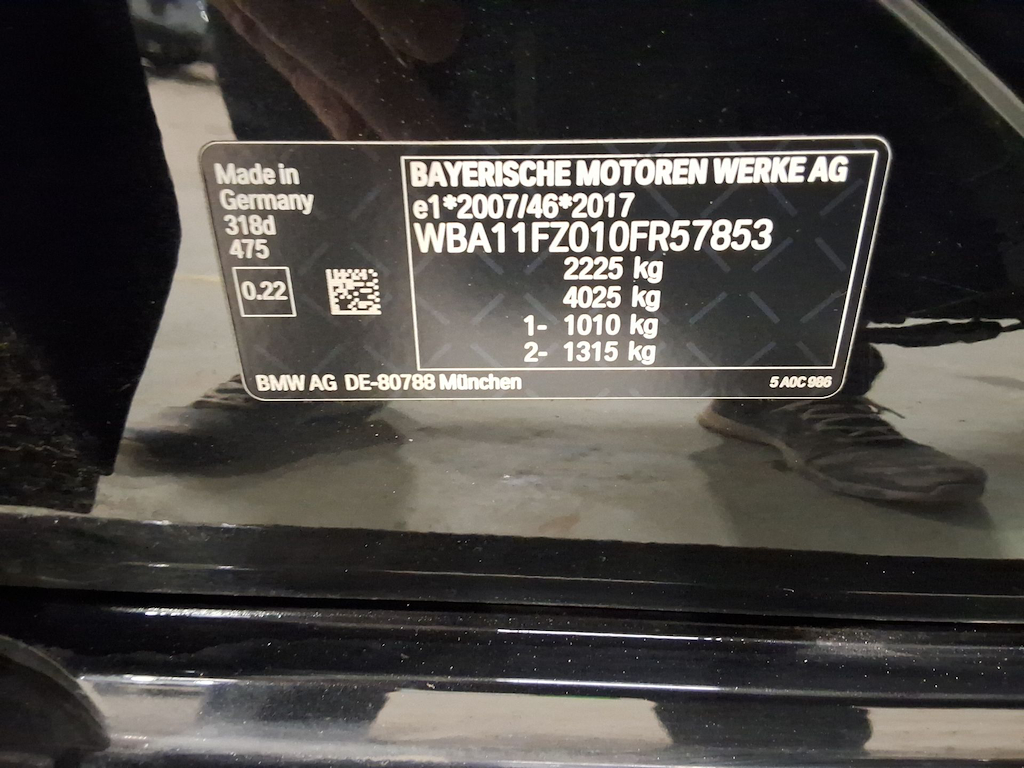 Made in
Germany
318d
475
0.22
BAYERISCHE MOTOREN WERKE AG
e1*2007/46*2017
WBA11FZ010FR57853
2225 kg
4025 kg
1- 1010 kg
2- 1315 kg
BMW AG DE-80788 München
5 A0C 986